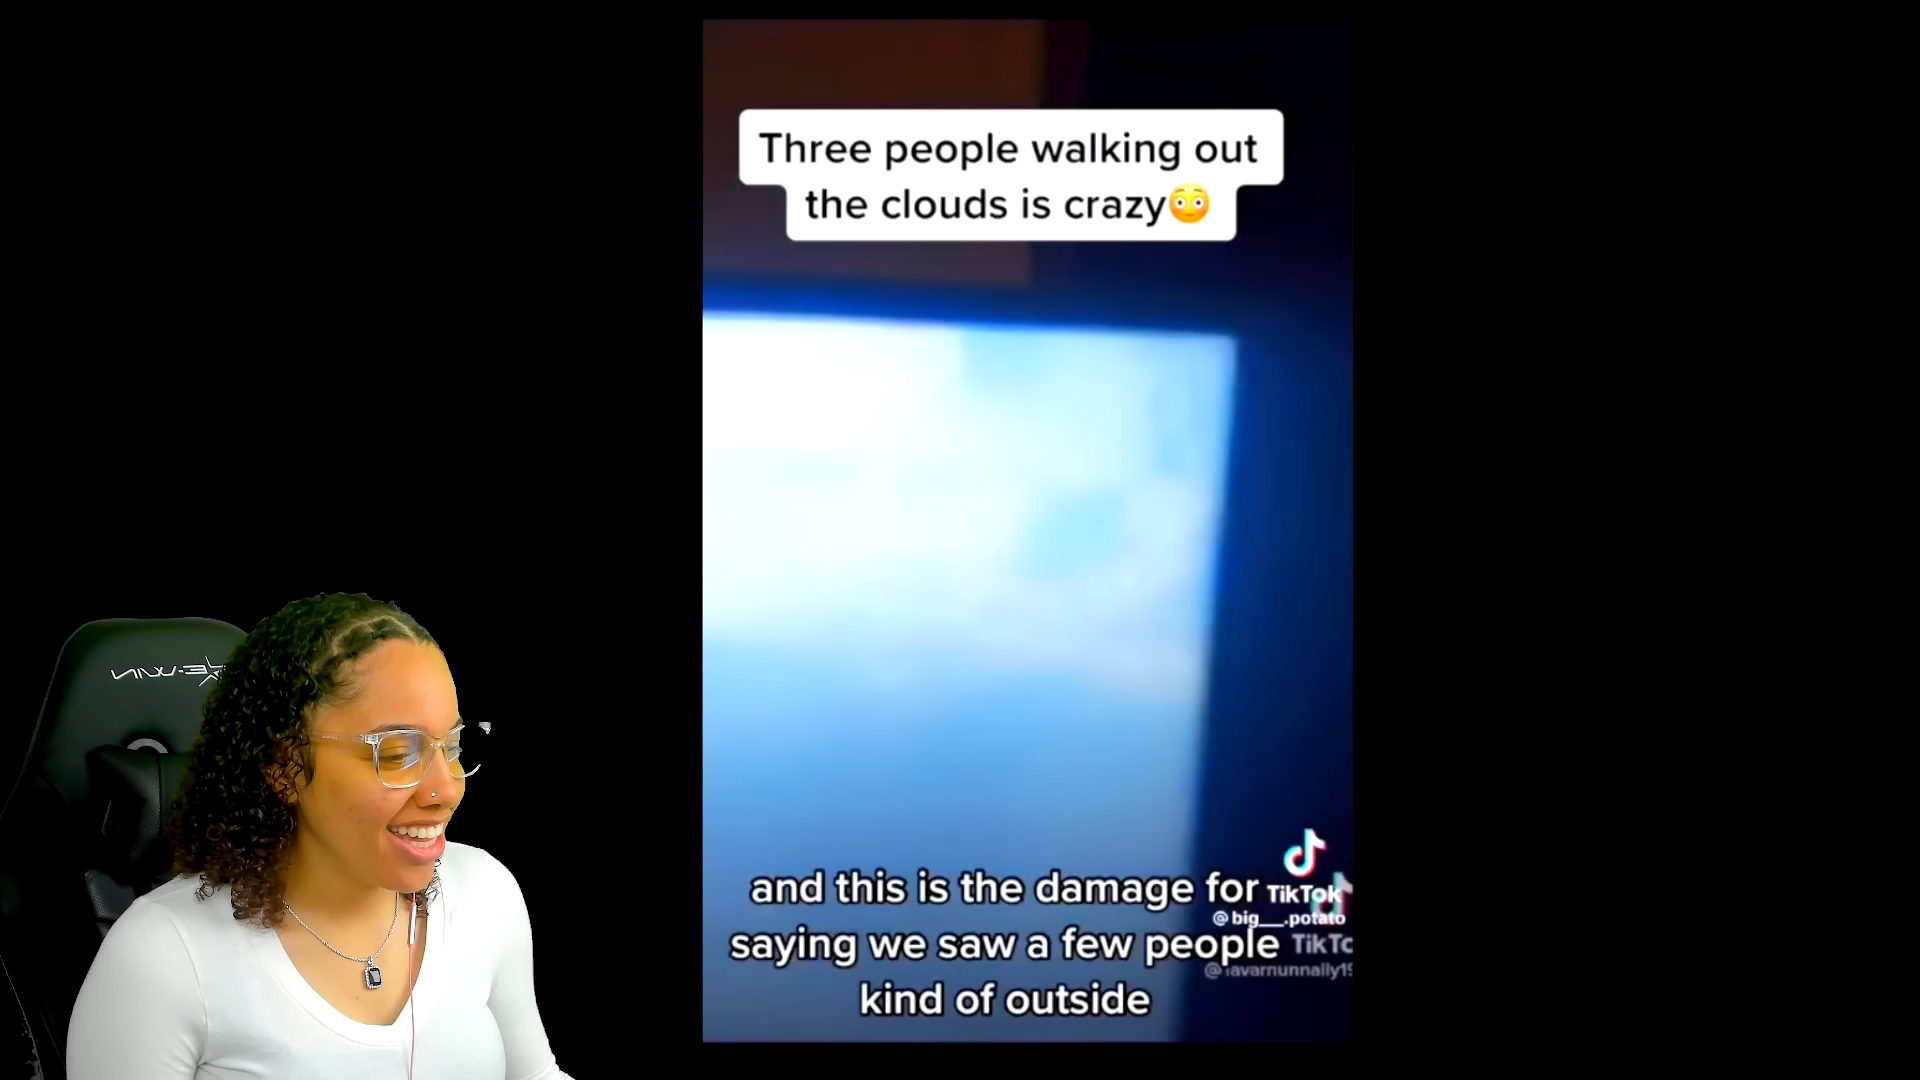 Three people walking out
the clouds is crazy😳
and this is the damage for
saying we saw a few people
kind of outside
TikTok
@big___.potato